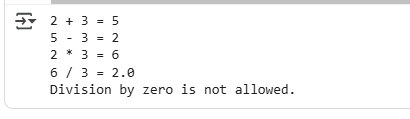 2 + 3 = 5
5 - 3 = 2
2 * 3 = 6
6 / 3 = 2.0
Division by zero is not allowed.